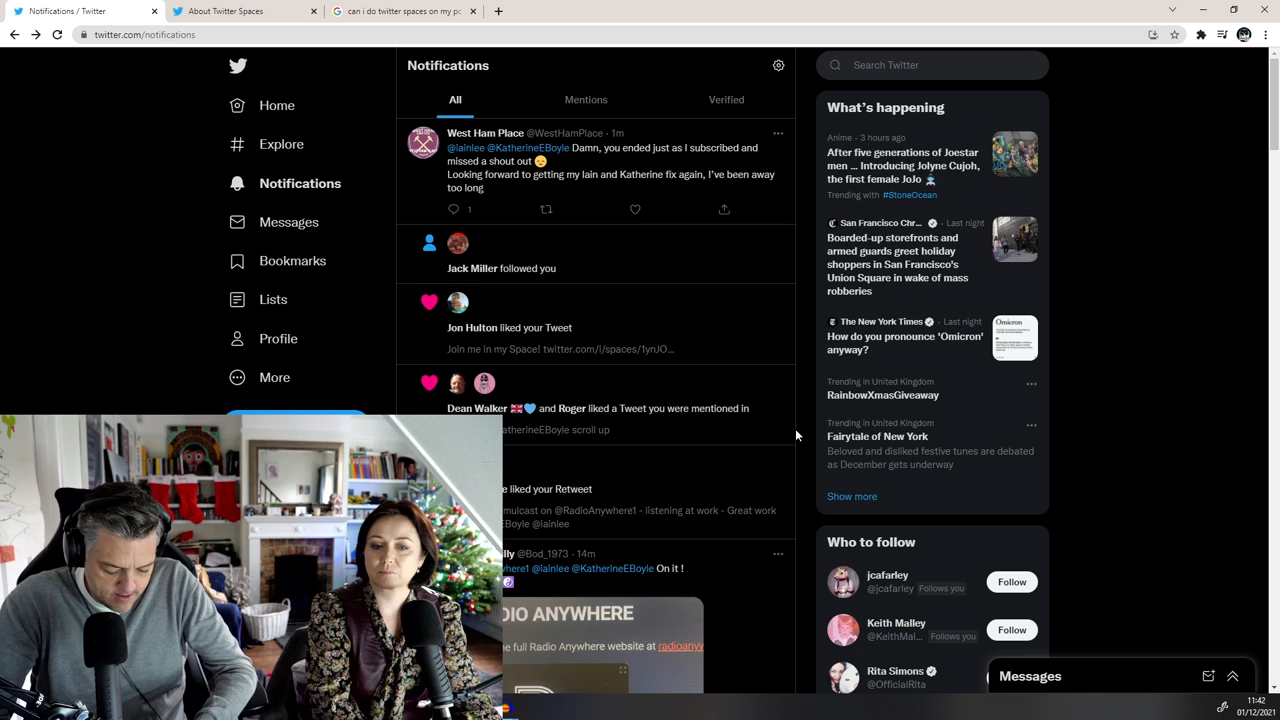 Notifications / Twitter
About Twitter Spaces
can i do twitter spaces on my pc
twitter.com/notifications
Home
Explore
Notifications
Messages
Bookmarks
Lists
Profile
More
Notifications
All
Mentions
Verified
West Ham Place @WestHamPlace · 1m
@iainlee @KatherineEBoyle Damn, you ended just as I subscribed and
missed a shout out 😞
Looking forward to getting my Iain and Katherine fix again, I've been away
too long
1
Jack Miller followed you
Jon Hulton liked your Tweet
Join me in my Space! twitter.com/i/spaces/1ynJO...
Dean Walker 🇬🇧💙 and Roger liked a Tweet you were mentioned in
atherineEBoyle scroll up
e liked your Retweet
mulcast on @RadioAnywhere1 - listening at work - Great work
EBoyle @iainlee
illy @Bod_1973 · 14m
where1 @iainlee @KatherineEBoyle On it !
DIO ANYWHERE
he full Radio Anywhere website at radioanyw
Search Twitter
What's happening
Anime · 3 hours ago
After five generations of Joestar
men ... Introducing Jolyne Cujoh,
the first female JoJo
Trending with #StoneOcean
San Francisco Chr... · Last night
Boarded-up storefronts and
armed guards greet holiday
shoppers in San Francisco's
Union Square in wake of mass
robberies
The New York Times · Last night
How do you pronounce 'Omicron'
anyway?
Omicron
Trending in United Kingdom
RainbowXmasGiveaway
Trending in United Kingdom
Fairytale of New York
Beloved and disliked festive tunes are debated
as December gets underway
Show more
Who to follow
jcafarley
@jcafarley Follows you
Follow
Keith Malley
@KeithMal... Follows you
Follow
Rita Simons
@OfficialRita
Messages
11:42
01/12/2021